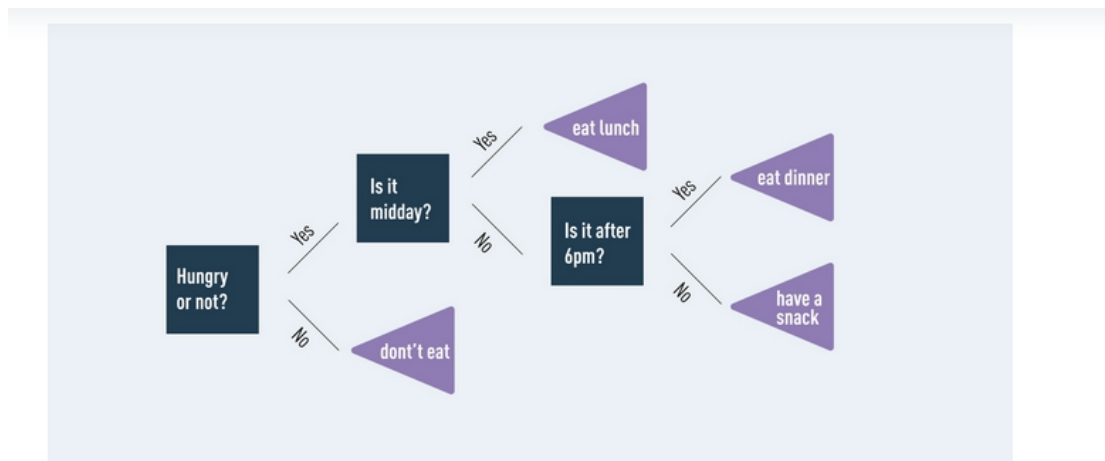 Hungry
or not?
Yes
No
Is it
midday?
dont't eat
Yes
No
eat lunch
Is it after
6pm?
Yes
No
eat dinner
have a
snack